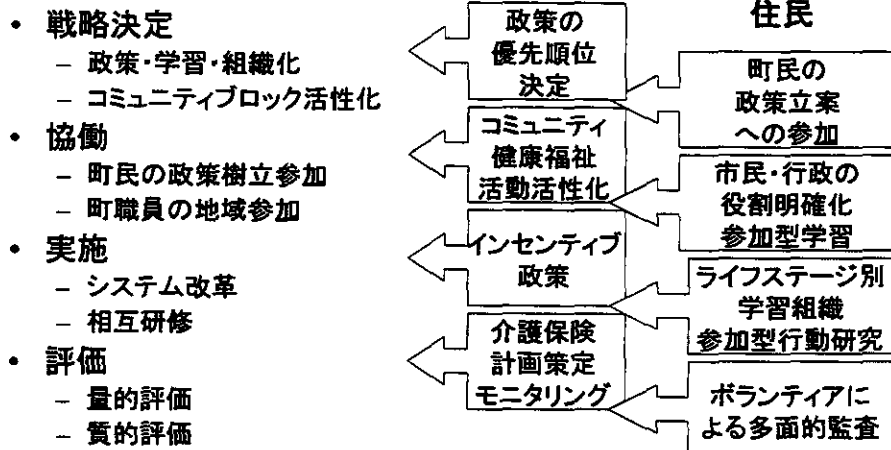 • 戦略決定
– 政策・学習・組織化
– コミュニティブロック活性化
• 協働
– 町民の政策樹立参加
– 町職員の地域参加
• 実施
– システム改革
– 相互研修
• 評価
– 量的評価
– 質的評価
政策の
優先順位
決定
コミュニティ
健康福祉
活動活性化
インセンティブ
政策
介護保険
計画策定
モニタリング
住民
町民の
政策立案
への参加
市民・行政の
役割明確化
参加型学習
ライフステージ別
学習組織
参加型行動研究
ボランティアに
よる多面的監査